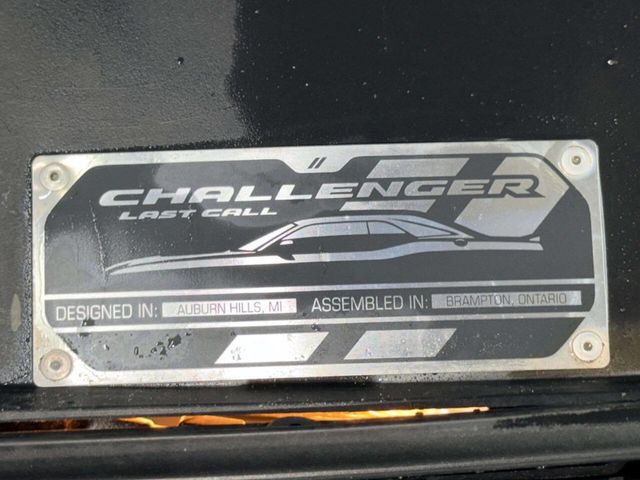 CHALLENGER
LAST CALL
DESIGNED IN: AUBURN HILLS, MI ASSEMBLED IN: BRAMPTON, ONTARIO